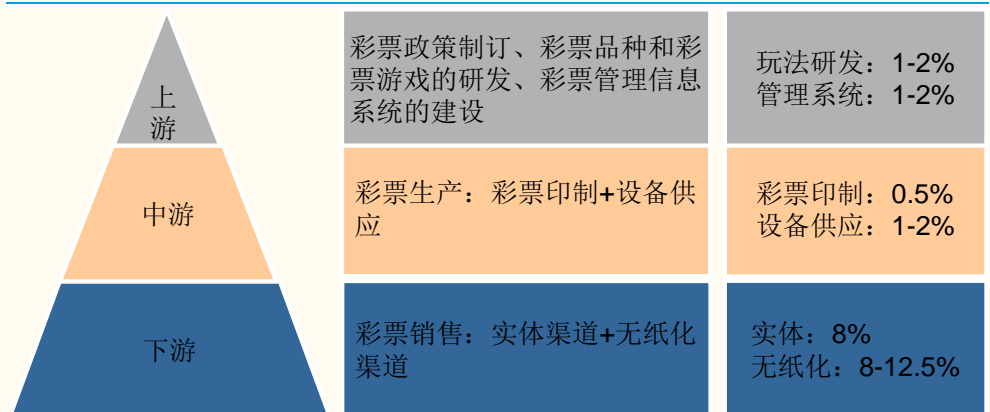 上
游
彩票政策制订、彩票品种和彩
票游戏的研发、彩票管理信息
系统的建设
玩法研发：1-2%
管理系统：1-2%
中游
彩票生产：彩票印制+设备供
应
彩票印制：0.5%
设备供应：1-2%
下游
彩票销售：实体渠道+无纸化
渠道
实体：8%
无纸化：8-12.5%